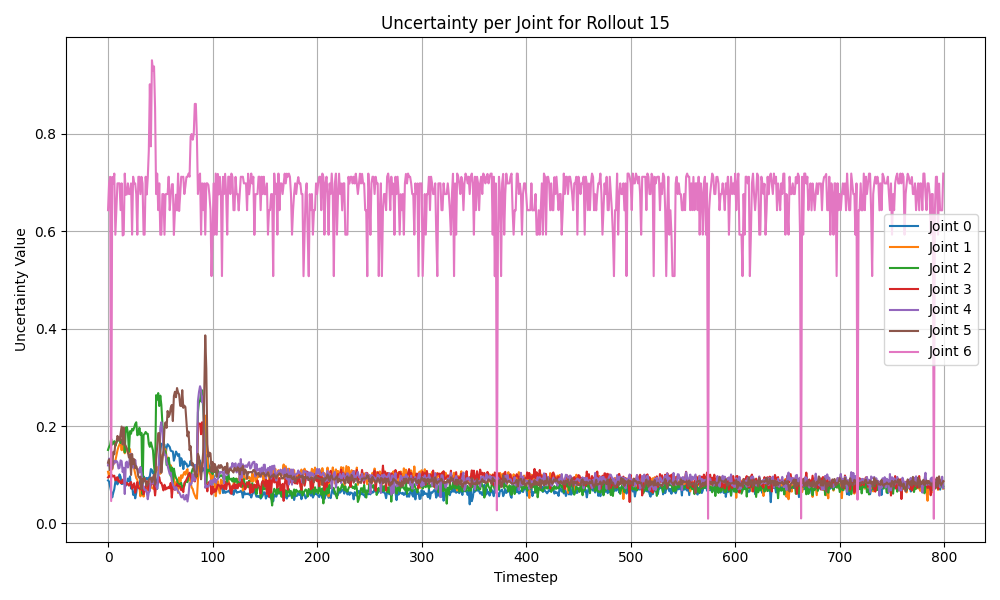 Uncertainty per Joint for Rollout 15
Uncertainty Value
0.8
0.6
0.4
0.2
0.0
Joint 0
Joint 1
Joint 2
Joint 3
Joint 4
Joint 5
Joint 6
0 100 200 300 400 500 600 700 800
Timestep